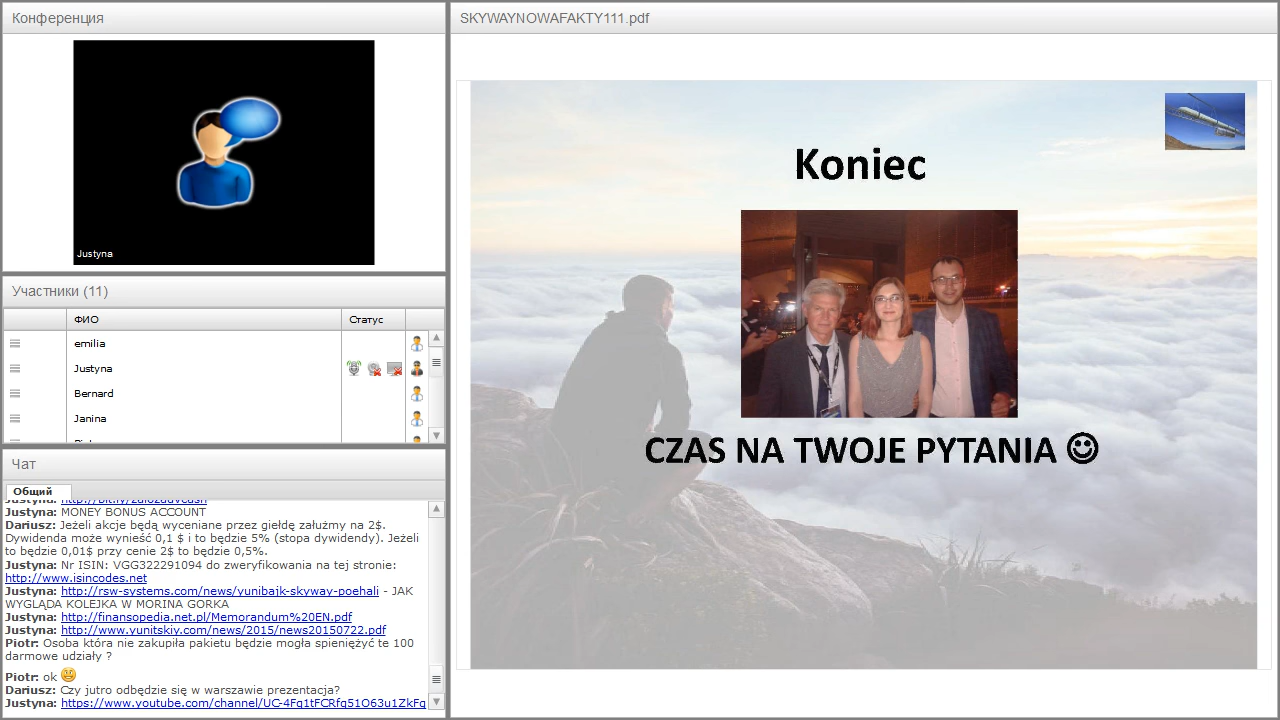 Конференция
Justyna
Участники (11)
ФИО Статус
emilia
Justyna
Bernard
Janina
Чат
Общий
Justyna: http://bit.ly/zalozadvcash
Justyna: MONEY BONUS ACCOUNT
Dariusz: Jeżeli akcje będą wyceniane przez giełdę załużmy na 2$.
Dywidenda może wynieść 0,1 $ i to będzie 5% (stopa dywidendy). Jeżeli
to będzie 0,01$ przy cenie 2$ to będzie 0,5%.
Justyna: Nr ISIN: VGG322291094 do zweryfikowania na tej stronie:
http://www.isincodes.net
Justyna: http://rsw-systems.com/news/yunibajk-skyway-poehali - JAK
WYGLĄDA KOLEJKA W MORINA GORKA
Justyna: http://finansopedia.net.pl/Memorandum%20EN.pdf
Justyna: http://www.yunitskiy.com/news/2015/news20150722.pdf
Piotr: Osoba która nie zakupiła pakietu będzie mogła spieniężyć te 100
darmowe udziały ?
Piotr: ok
Dariusz: Czy jutro odbędzie się w warszawie prezentacja?
Justyna: https://www.youtube.com/channel/UC-4Fq1tFCRfq51O63u1ZkFg
SKYWAYNOWAFAKTY111.pdf
Koniec
CZAS NA TWOJE PYTANIA ☺